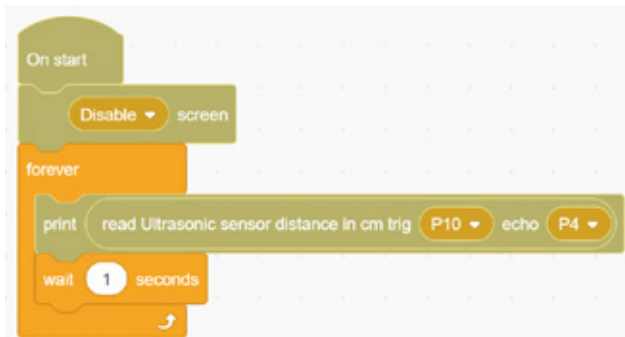 On start
Disable screen
forever
print read Ultrasonic sensor distance in cm trig P10 echo P4
wait 1 seconds